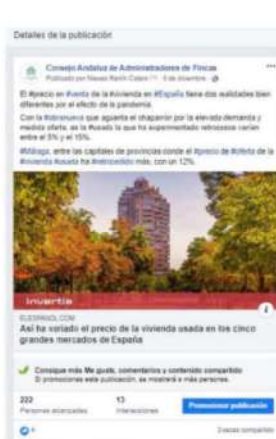 Detalles de la publicación
Consejo Andaluz de Administradores de Fincas
Publicado por Nieves
El #precio en #venta de la #vivienda en #España tiene dos realidades bien
diferentes por el efecto de la pandemia.
Con la #obranueva que aguanta el chaparrón por la elevada demanda y
medida oferta, es la #usada la que ha experimentado retrocesos varían
entre el 5% y el 15%.
#Málaga, entre las capitales de provincias donde el #precio de #oferta de la
#vivienda #usada ha #retrocedido más, con un 12%.
invertia
ELESPANOL.COM
Así ha variado el precio de la vivienda usada en los cinco
grandes mercados de España
Consigue más Me gusta, comentarios y contenido compartido
Si promocionas esta publicación, se mostrará a más personas.
222
Personas alcanzadas
13
Interacciones
Promocionar publicación